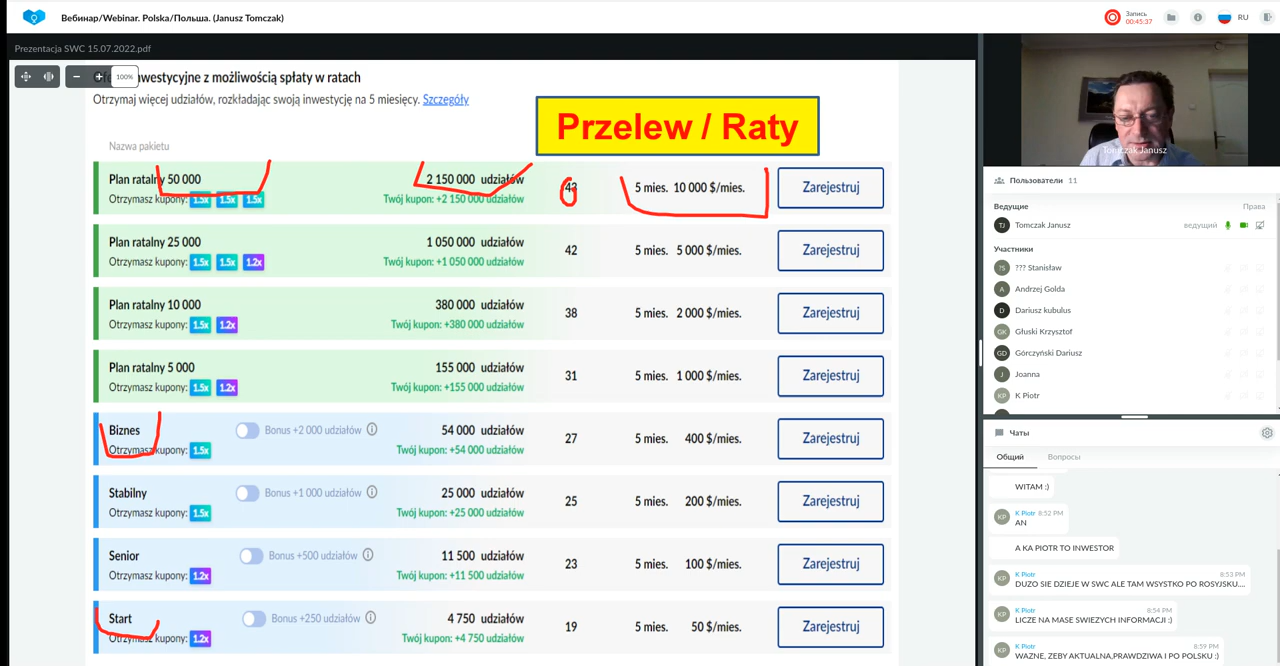 Вебинар/Webinar. Polska/Польша. (Janusz Tomczak)
Запись
00:45:37
RU
Prezentacja SWC 15.07.2022.pdf
100%
inwestycyjne z możliwością spłaty w ratach
Otrzymaj więcej udziałów, rozkładając swoją inwestycję na 5 miesięcy. Szczegóły
Przelew / Raty
Nazwa pakietu
Plan ratalny 50 000
Otrzymasz kupony: 1.5x 1.5x 1.5x
2 150 000 udziałów
Twój kupon: +2 150 000 udziałów
43
5 mies. 10 000 $/mies.
Zarejestruj
Plan ratalny 25 000
Otrzymasz kupony: 1.5x 1.5x 1.2x
1 050 000 udziałów
Twój kupon: +1 050 000 udziałów
42
5 mies. 5 000 $/mies.
Zarejestruj
Plan ratalny 10 000
Otrzymasz kupony: 1.5x 1.2x
380 000 udziałów
Twój kupon: +380 000 udziałów
38
5 mies. 2 000 $/mies.
Zarejestruj
Plan ratalny 5 000
Otrzymasz kupony: 1.5x 1.2x
155 000 udziałów
Twój kupon: +155 000 udziałów
31
5 mies. 1 000 $/mies.
Zarejestruj
Biznes
Otrzymasz kupony: 1.5x
Bonus +2 000 udziałów
54 000 udziałów
Twój kupon: +54 000 udziałów
27
5 mies. 400 $/mies.
Zarejestruj
Stabilny
Otrzymasz kupony: 1.5x
Bonus +1 000 udziałów
25 000 udziałów
Twój kupon: +25 000 udziałów
25
5 mies. 200 $/mies.
Zarejestruj
Senior
Otrzymasz kupony: 1.2x
Bonus +500 udziałów
11 500 udziałów
Twój kupon: +11 500 udziałów
23
5 mies. 100 $/mies.
Zarejestruj
Start
Otrzymasz kupony: 1.2x
Bonus +250 udziałów
4 750 udziałów
Twój kupon: +4 750 udziałów
19
5 mies. 50 $/mies.
Zarejestruj
Tomczak Janusz
Пользователи 11
Ведущие
Права
TJ Tomczak Janusz
ведущий
Участники
?S ??? Stanisław
A Andrzej Golda
D Dariusz kubulus
GK Głuski Krzysztof
GD Górczyński Dariusz
J Joanna
KP K Piotr
Чаты
Общий
Вопросы
WITAM :)
KP K Piotr 8:52 PM
AN
A KA PIOTR TO INWESTOR
KP K Piotr 8:53 PM
DUZO SIE DZIEJE W SWC ALE TAM WSYSTKO PO ROSYJSKU....
KP K Piotr 8:54 PM
LICZE NA MASE SWIEZYCH INFORMACJI :)
KP K Piotr 8:59 PM
WAZNE, ZEBY AKTUALNA,PRAWDZIWA I PO POLSKU :)